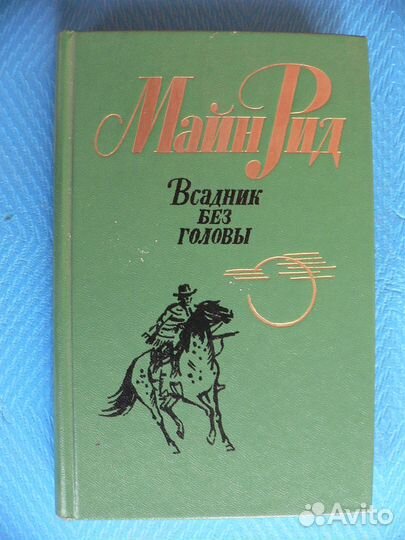 Майн Рид
Всадник
без
головы
Avito